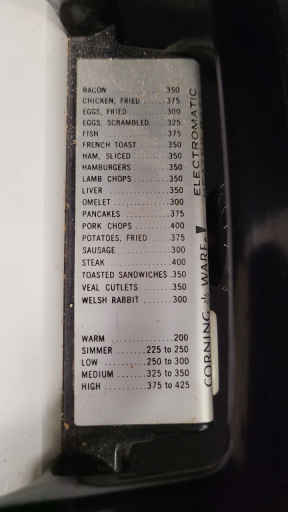 BACON ........ 350
CHICKEN, FRIED ...... 375
EGGS, FRIED ........ 300
EGGS, SCRAMBLED .. 325
FISH ........ 375
FRENCH TOAST ...... 350
HAM, SLICED ....... 350
HAMBURGERS ....... 350
LAMB CHOPS ........ 350
LIVER ........ 350
OMELET ........... 300
PANCAKES ......... 375
PORK CHOPS ........ 400
POTATOES, FRIED .... 375
SAUSAGE ........... 300
STEAK ........ 400
TOASTED SANDWICHES .350
VEAL CUTLETS ....... 350
WELSH RABBIT ....... 300
WARM ............. 200
SIMMER ....... 225 to 250
LOW .......... 250 to 300
MEDIUM ...... 325 to 350
HIGH ......... 375 to 425
CORNING WARE
ELECTROMATIC